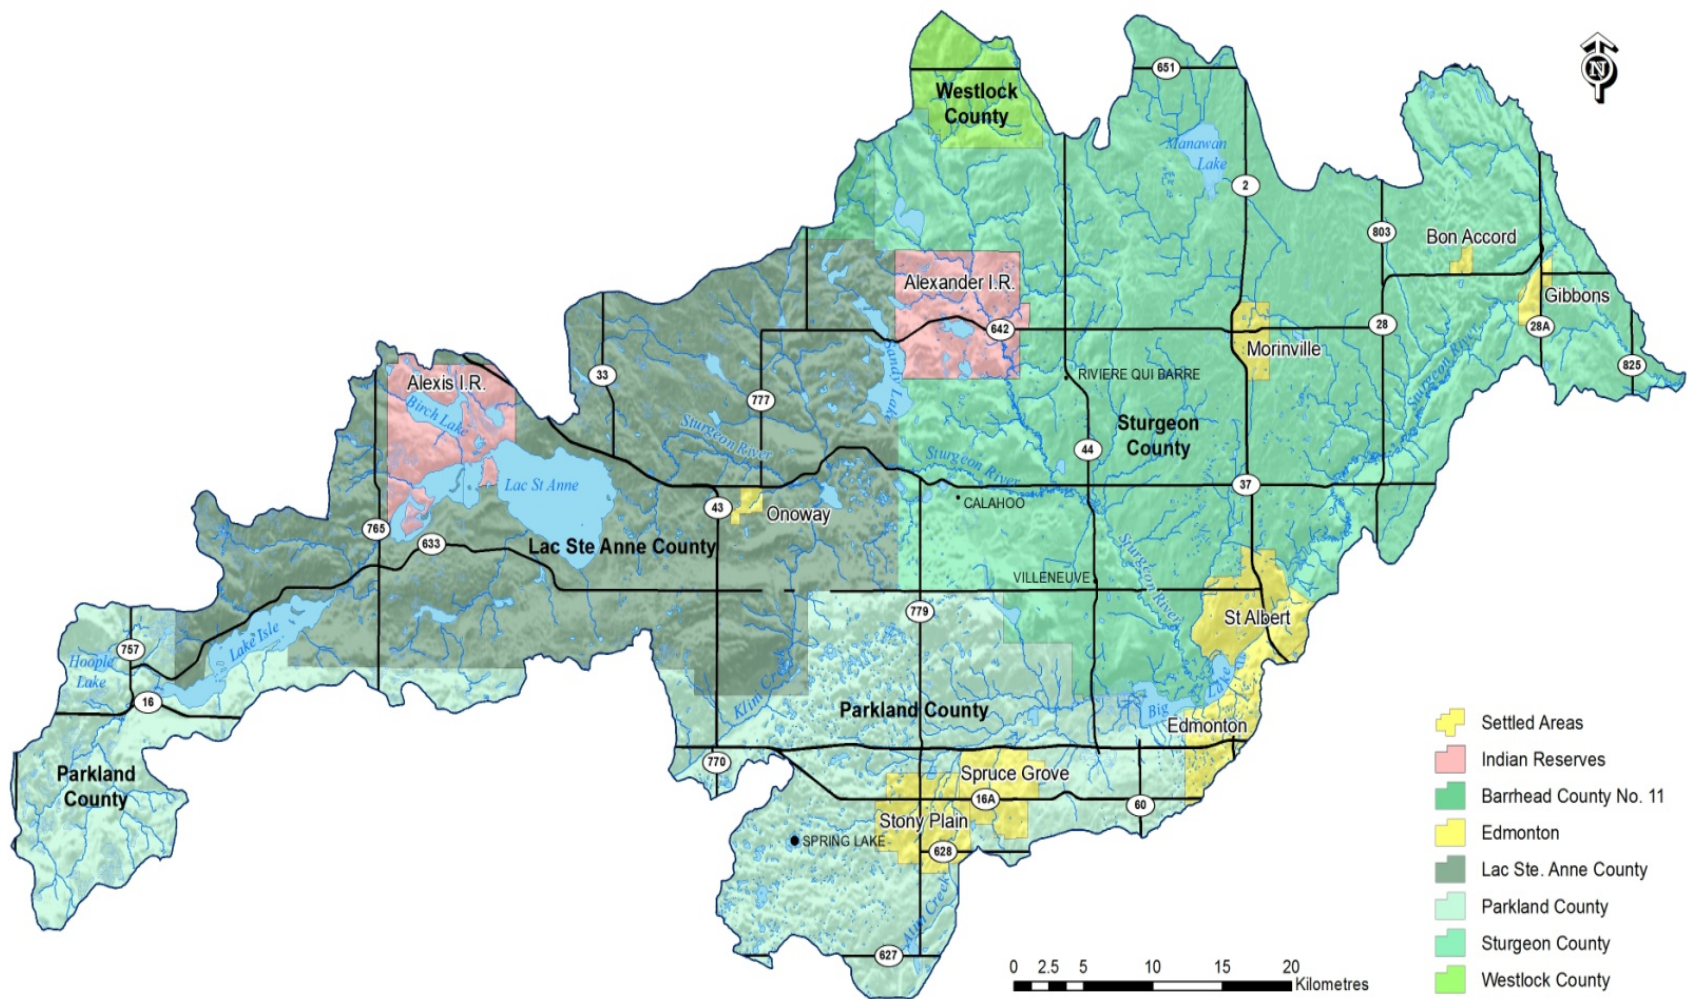 N
651
Westlock
County
Manawan
Lake
2
803
Bon Accord
Alexander I.R.
Gibbons
642
28
28A
Morinville
Sandy Lake
825
33
Alexis I.R.
RIVIERE QUI BARRE
Birch Lake
777
Sturgeon River
Sturgeon
County
Sturgeon River
44
Sturgeon River
Lac St Anne
37
43
CALAHOO
Onoway
765
633
Lac Ste Anne County
Sturgeon River
VILLENEUVE
779
St Albert
757
Lake Isle
Hoople
Lake
16
Kline Creek
Parkland County
Big Lake
Edmonton
770
Parkland
County
Spruce Grove
16A
60
Stony Plain
SPRING LAKE
628
Atim Creek
627
Settled Areas
Indian Reserves
Barrhead County No. 11
Edmonton
Lac Ste. Anne County
Parkland County
Sturgeon County
Westlock County
0 2.5 5 10 15 20
Kilometres